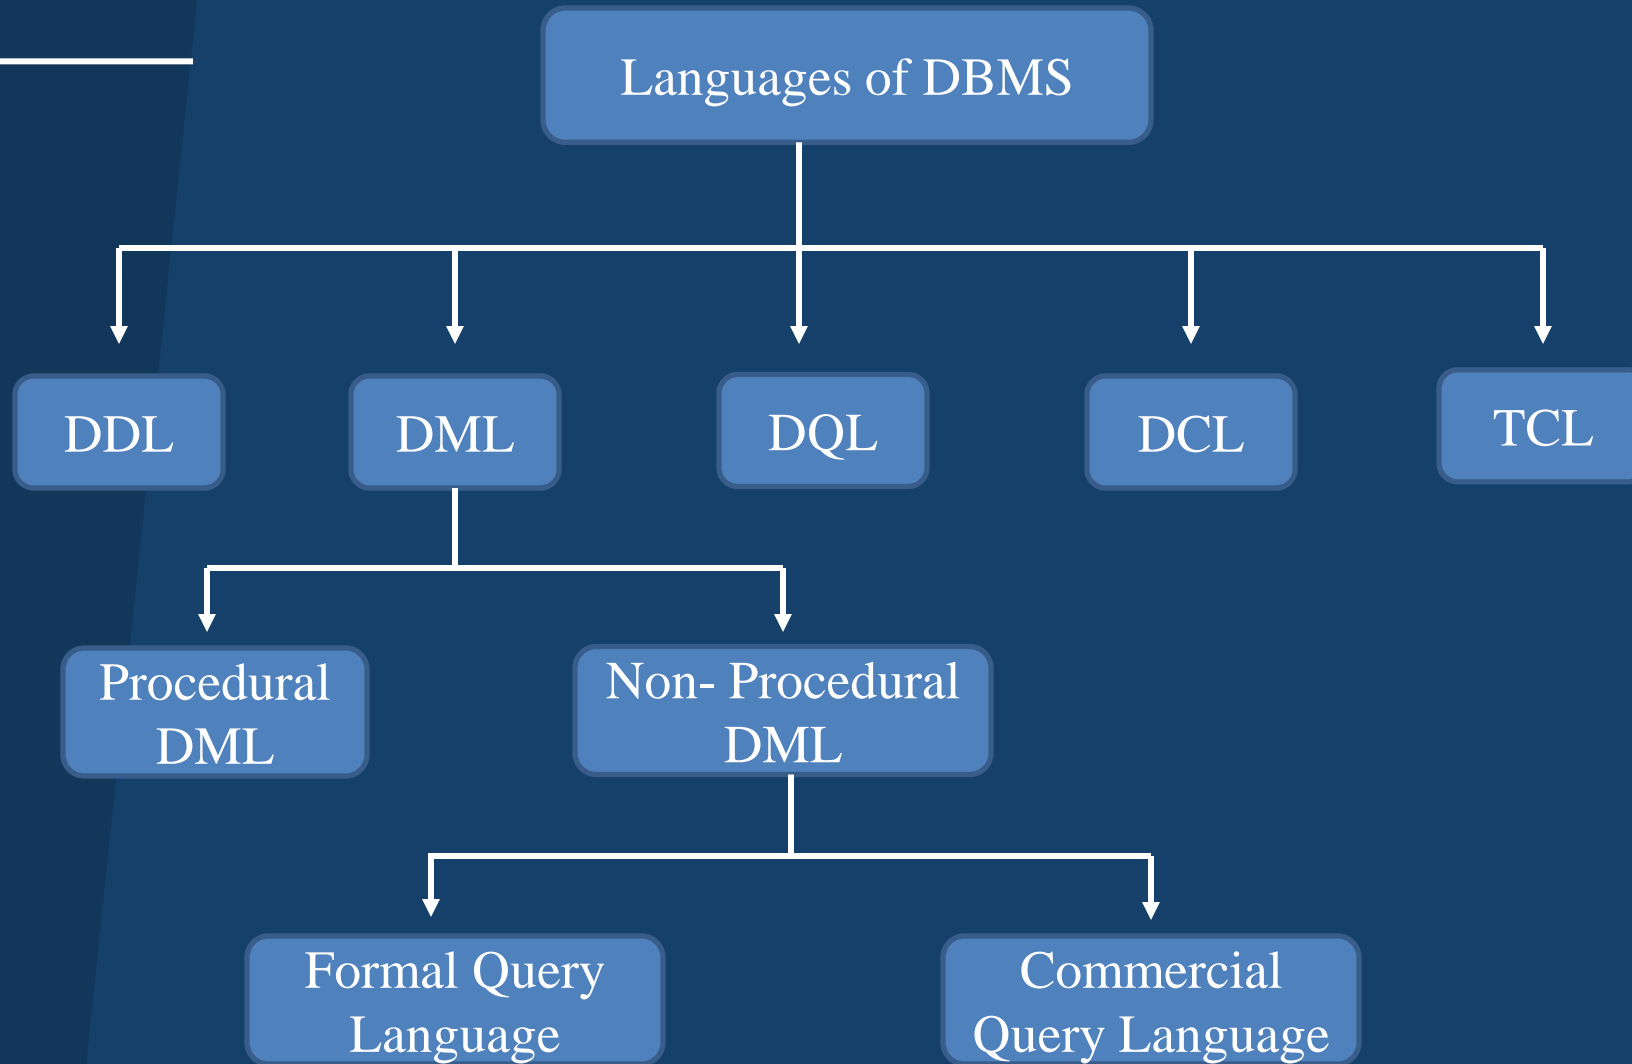 Languages of DBMS
DDL
DML
DQL
DCL
TCL
Procedural
DML
Non- Procedural
DML
Formal Query
Language
Commercial
Query Language